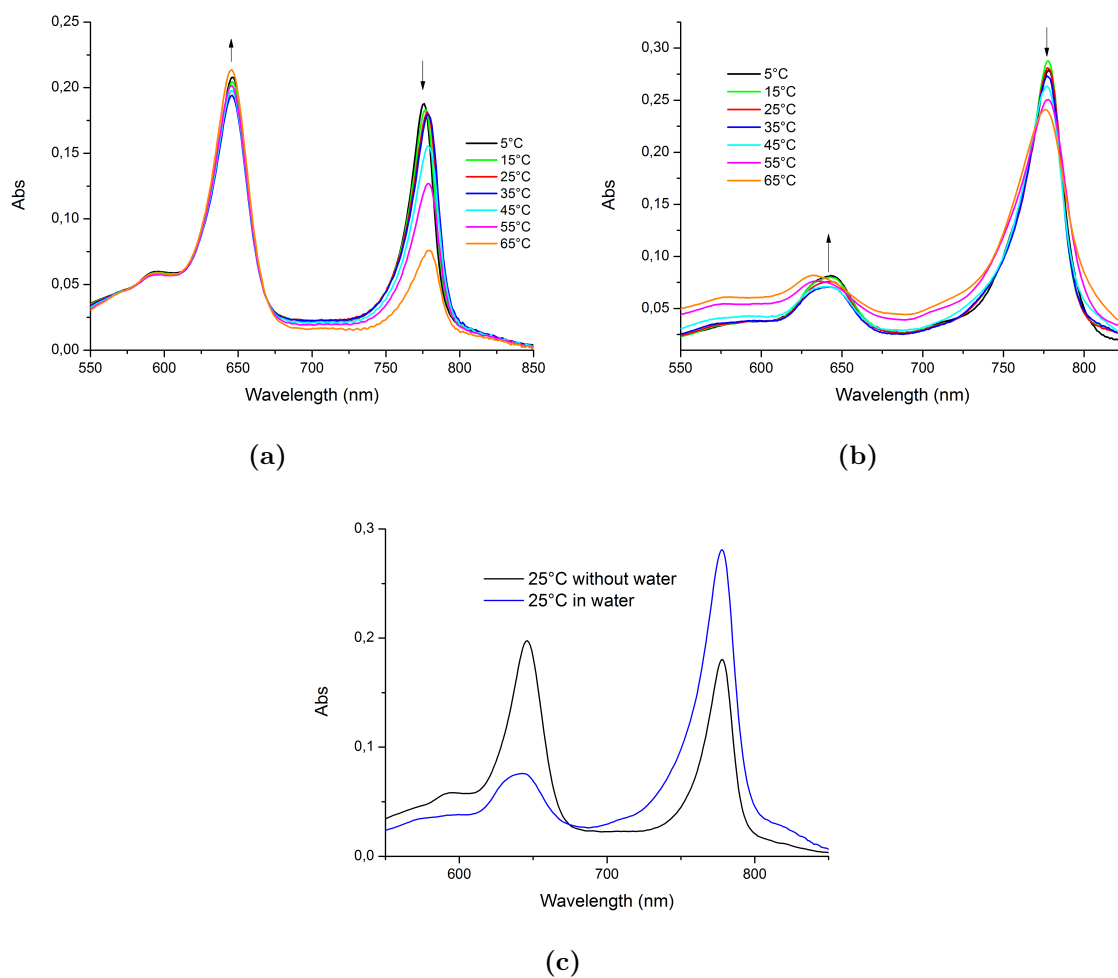 0,25
0,20
0,15
0,10
0,05
0,00
Abs
550
600
650
700
750
800
850
Wavelength (nm)
5°C
15°C
25°C
35°C
45°C
55°C
65°C
(a)
0,30
0,25
0,20
0,15
0,10
0,05
Abs
5°C
15°C
25°C
35°C
45°C
55°C
65°C
550
600
650
700
750
800
Wavelength (nm)
(b)
0,3
0,2
0,1
0,0
Abs
25°C without water
25°C in water
600
700
800
Wavelength (nm)
(c)